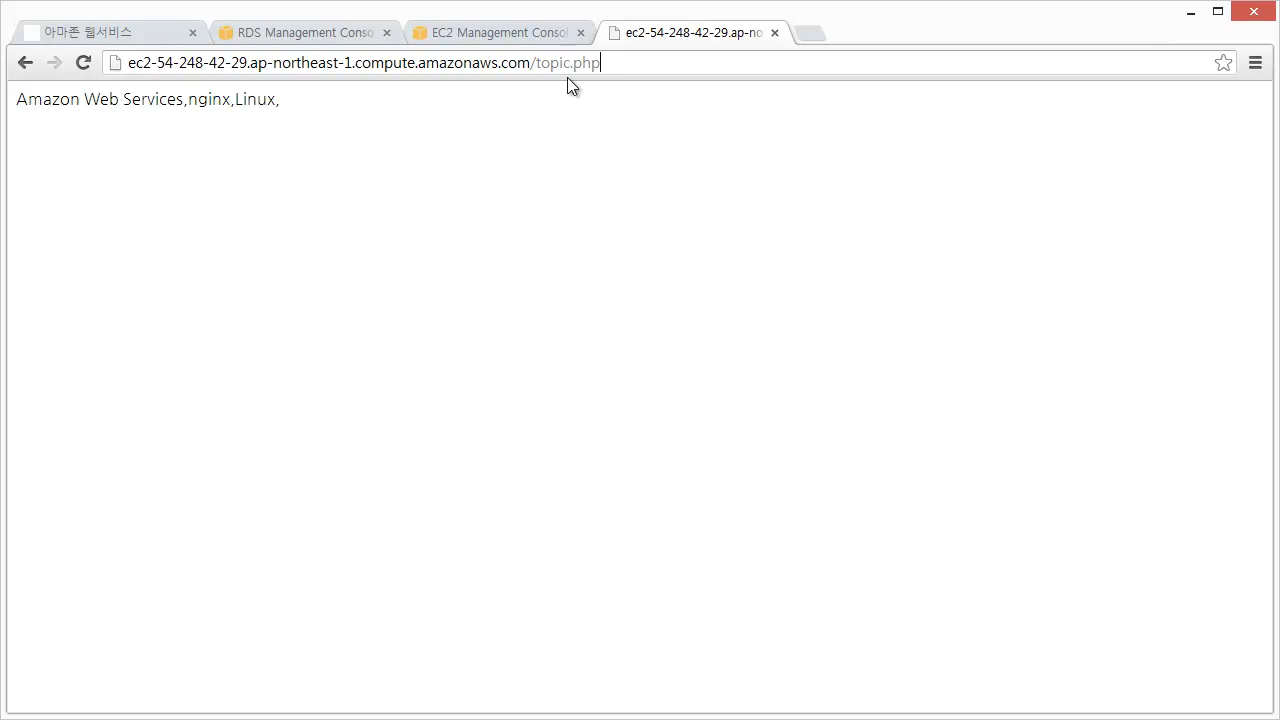 아마존 웹서비스
RDS Management Conso
EC2 Management Consol
ec2-54-248-42-29.ap-no
ec2-54-248-42-29.ap-northeast-1.compute.amazonaws.com/topic.php
Amazon Web Services,nginx,Linux,